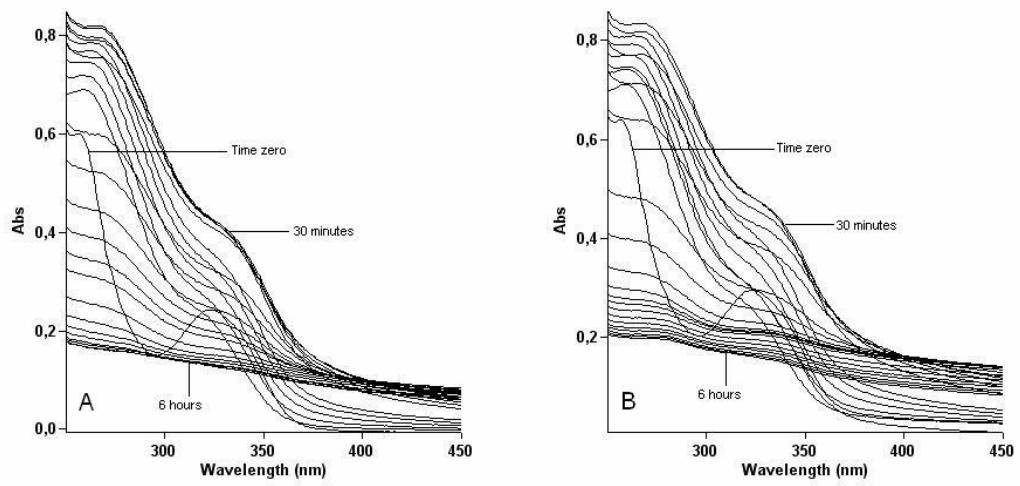 0,8
0,6
0,4
0,2
0,0
Abs
Time zero
30 minutes
6 hours
A
300
350
400
450
Wavelength (nm)
0,8
0,6
0,4
0,2
Abs
Time zero
30 minutes
6 hours
B
300
350
400
450
Wavelength (nm)